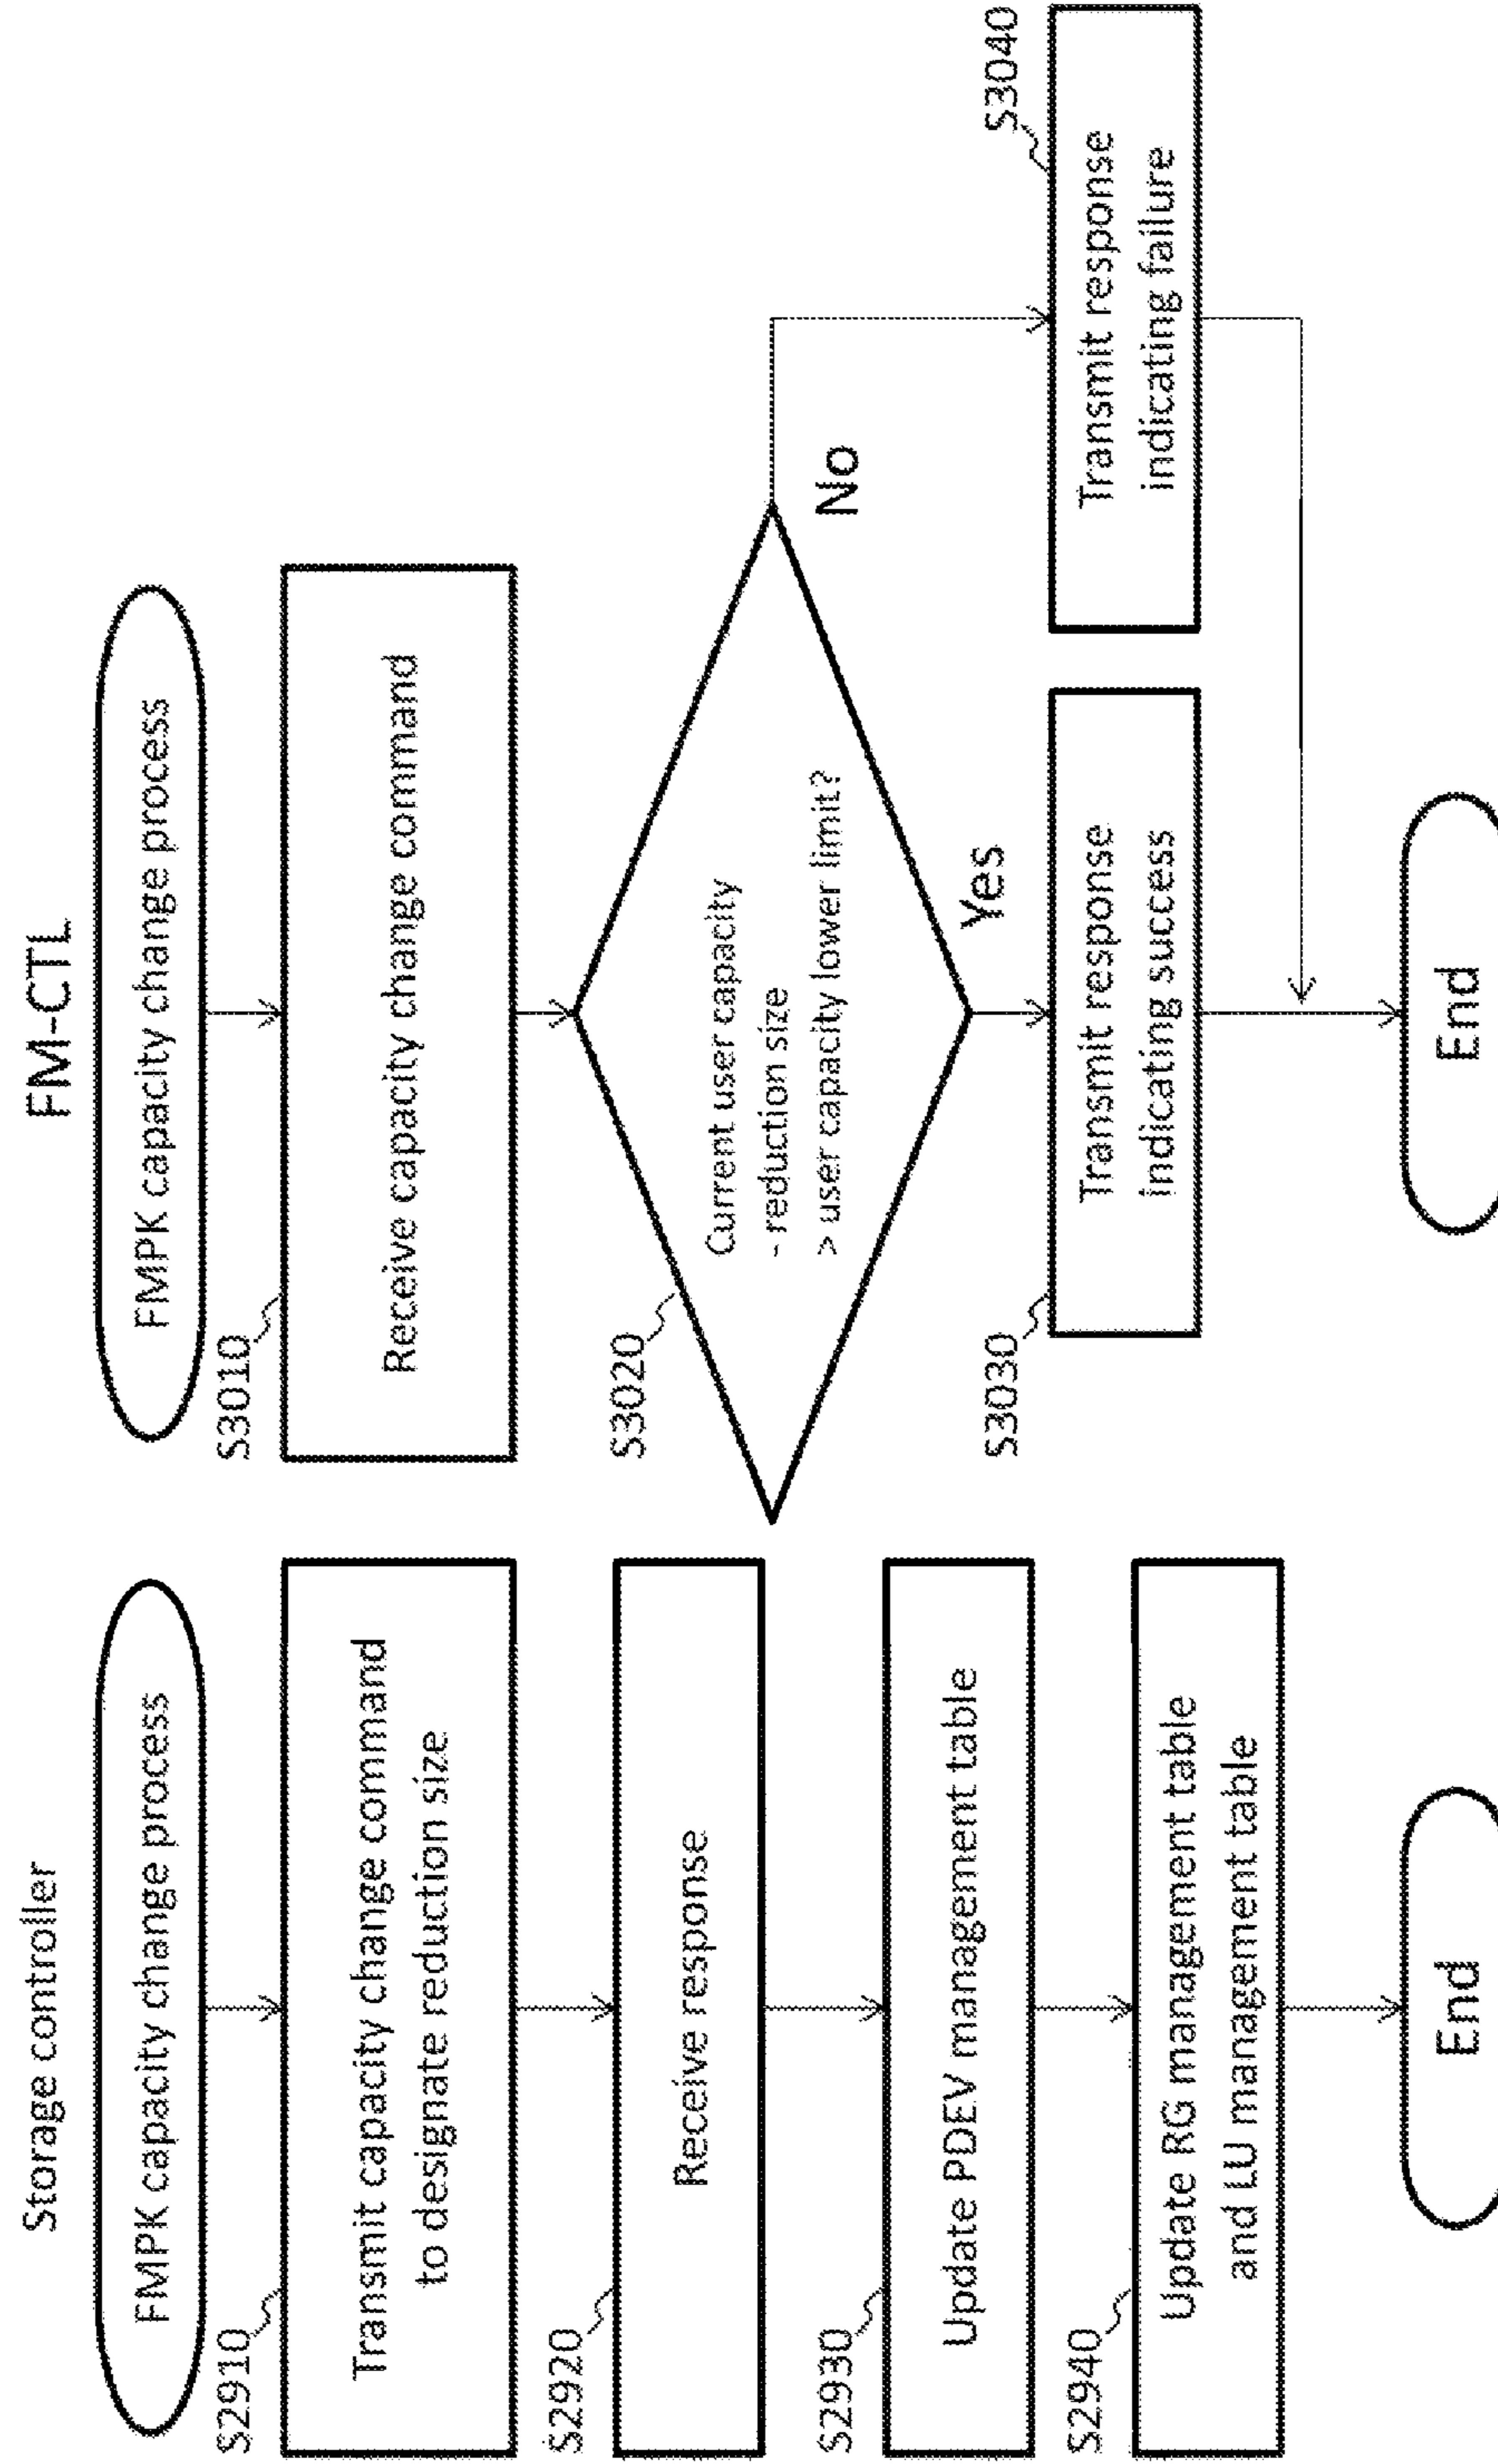 Storage controller
FMPK capacity change process
S2910
Transmit capacity change command
to designate reduction size
S2920
Receive response
S2930
Update PDEV management table
S2940
Update RG management table
and LU management table
End
FM-CTL
FMPK capacity change process
S3010
Receive capacity change command
S3020
Current user capacity
- reduction size
> user capacity lower limit?
No
Yes
S3030
Transmit response
indicating success
S3040
Transmit response
indicating failure
End